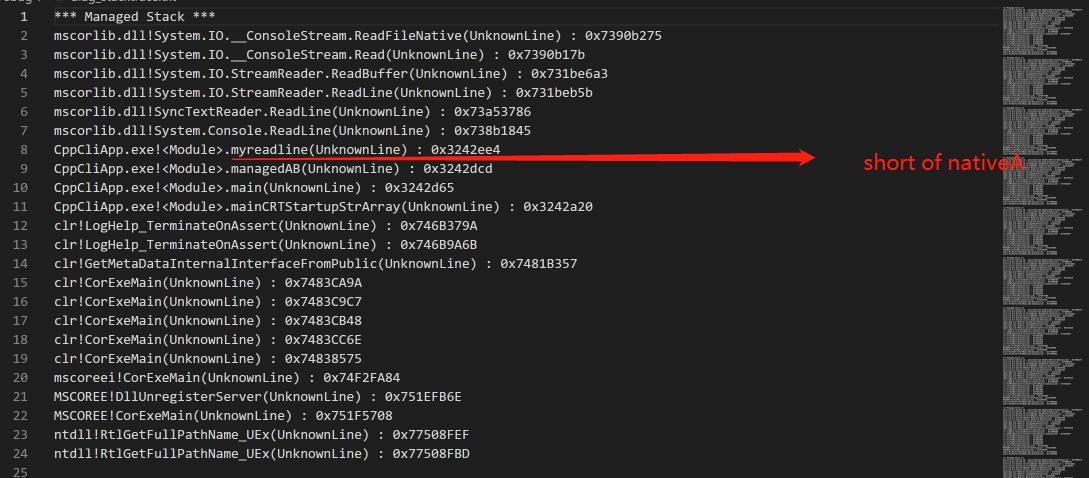 1 *** Managed Stack ***
2 mscorlib.dll!System.IO.__ConsoleStream.ReadFileNative(UnknownLine) : 0x7390b275
3 mscorlib.dll!System.IO.__ConsoleStream.Read(UnknownLine) : 0x7390b17b
4 mscorlib.dll!System.IO.StreamReader.ReadBuffer(UnknownLine) : 0x731be6a3
5 mscorlib.dll!System.IO.StreamReader.ReadLine(UnknownLine) : 0x731beb5b
6 mscorlib.dll!SyncTextReader.ReadLine(UnknownLine) : 0x73a53786
7 mscorlib.dll!System.Console.ReadLine(UnknownLine) : 0x738b1845
8 CppCliApp.exe!<Module>.myreadline(UnknownLine) : 0x3242ee4
short of nativeA
9 CppCliApp.exe!<Module>.managedAB(UnknownLine) : 0x3242dcd
10 CppCliApp.exe!<Module>.main(UnknownLine) : 0x3242d65
11 CppCliApp.exe!<Module>.mainCRTStartupStrArray(UnknownLine) : 0x3242a20
12 clr!LogHelp_TerminateOnAssert(UnknownLine) : 0x746B379A
13 clr!LogHelp_TerminateOnAssert(UnknownLine) : 0x746B9A6B
14 clr!GetMetaDataInternalInterfaceFromPublic(UnknownLine) : 0x7481B357
15 clr!CorExeMain(UnknownLine) : 0x7483CA9A
16 clr!CorExeMain(UnknownLine) : 0x7483C9C7
17 clr!CorExeMain(UnknownLine) : 0x7483CB48
18 clr!CorExeMain(UnknownLine) : 0x7483CC6E
19 clr!CorExeMain(UnknownLine) : 0x74838575
20 mscoreei!CorExeMain(UnknownLine) : 0x74F2FA84
21 MSCOREE!DllUnregisterServer(UnknownLine) : 0x751EFB6E
22 MSCOREE!CorExeMain(UnknownLine) : 0x751F5708
23 ntdll!RtlGetFullPathName_UEx(UnknownLine) : 0x77508FEF
24 ntdll!RtlGetFullPathName_UEx(UnknownLine) : 0x77508FBD
25